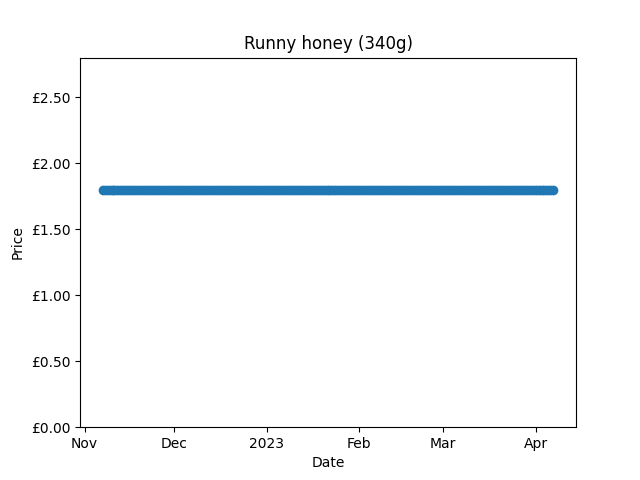 Runny honey (340g)
£2.50
£2.00
£1.50
£1.00
£0.50
£0.00
Price
Nov Dec 2023 Feb Mar Apr
Date